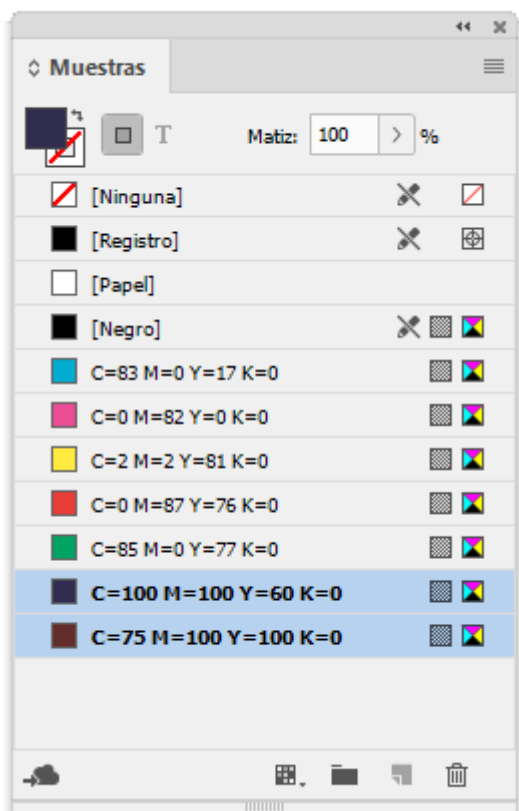 Muestras
T Matiz: 100 %
[Ninguna]
[Registro]
[Papel]
[Negro]
C=83 M=0 Y=17 K=0
C=0 M=82 Y=0 K=0
C=2 M=2 Y=81 K=0
C=0 M=87 Y=76 K=0
C=85 M=0 Y=77 K=0
C=100 M=100 Y=60 K=0
C=75 M=100 Y=100 K=0